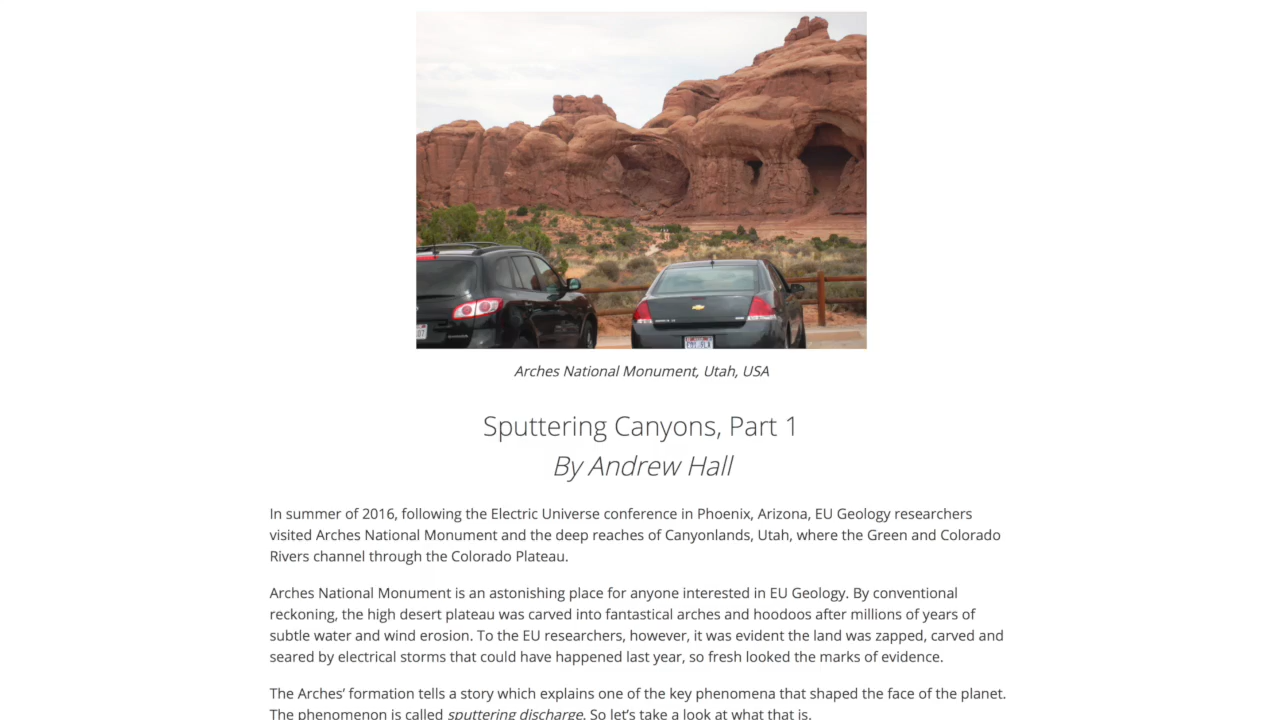 Arches National Monument, Utah, USA
Sputtering Canyons, Part 1
By Andrew Hall
In summer of 2016, following the Electric Universe conference in Phoenix, Arizona, EU Geology researchers
visited Arches National Monument and the deep reaches of Canyonlands, Utah, where the Green and Colorado
Rivers channel through the Colorado Plateau.
Arches National Monument is an astonishing place for anyone interested in EU Geology. By conventional
reckoning, the high desert plateau was carved into fantastical arches and hoodoos after millions of years of
subtle water and wind erosion. To the EU researchers, however, it was evident the land was zapped, carved and
seared by electrical storms that could have happened last year, so fresh looked the marks of evidence.
The Arches’ formation tells a story which explains one of the key phenomena that shaped the face of the planet.
The phenomenon is called sputtering discharge. So let’s take a look at what that is.